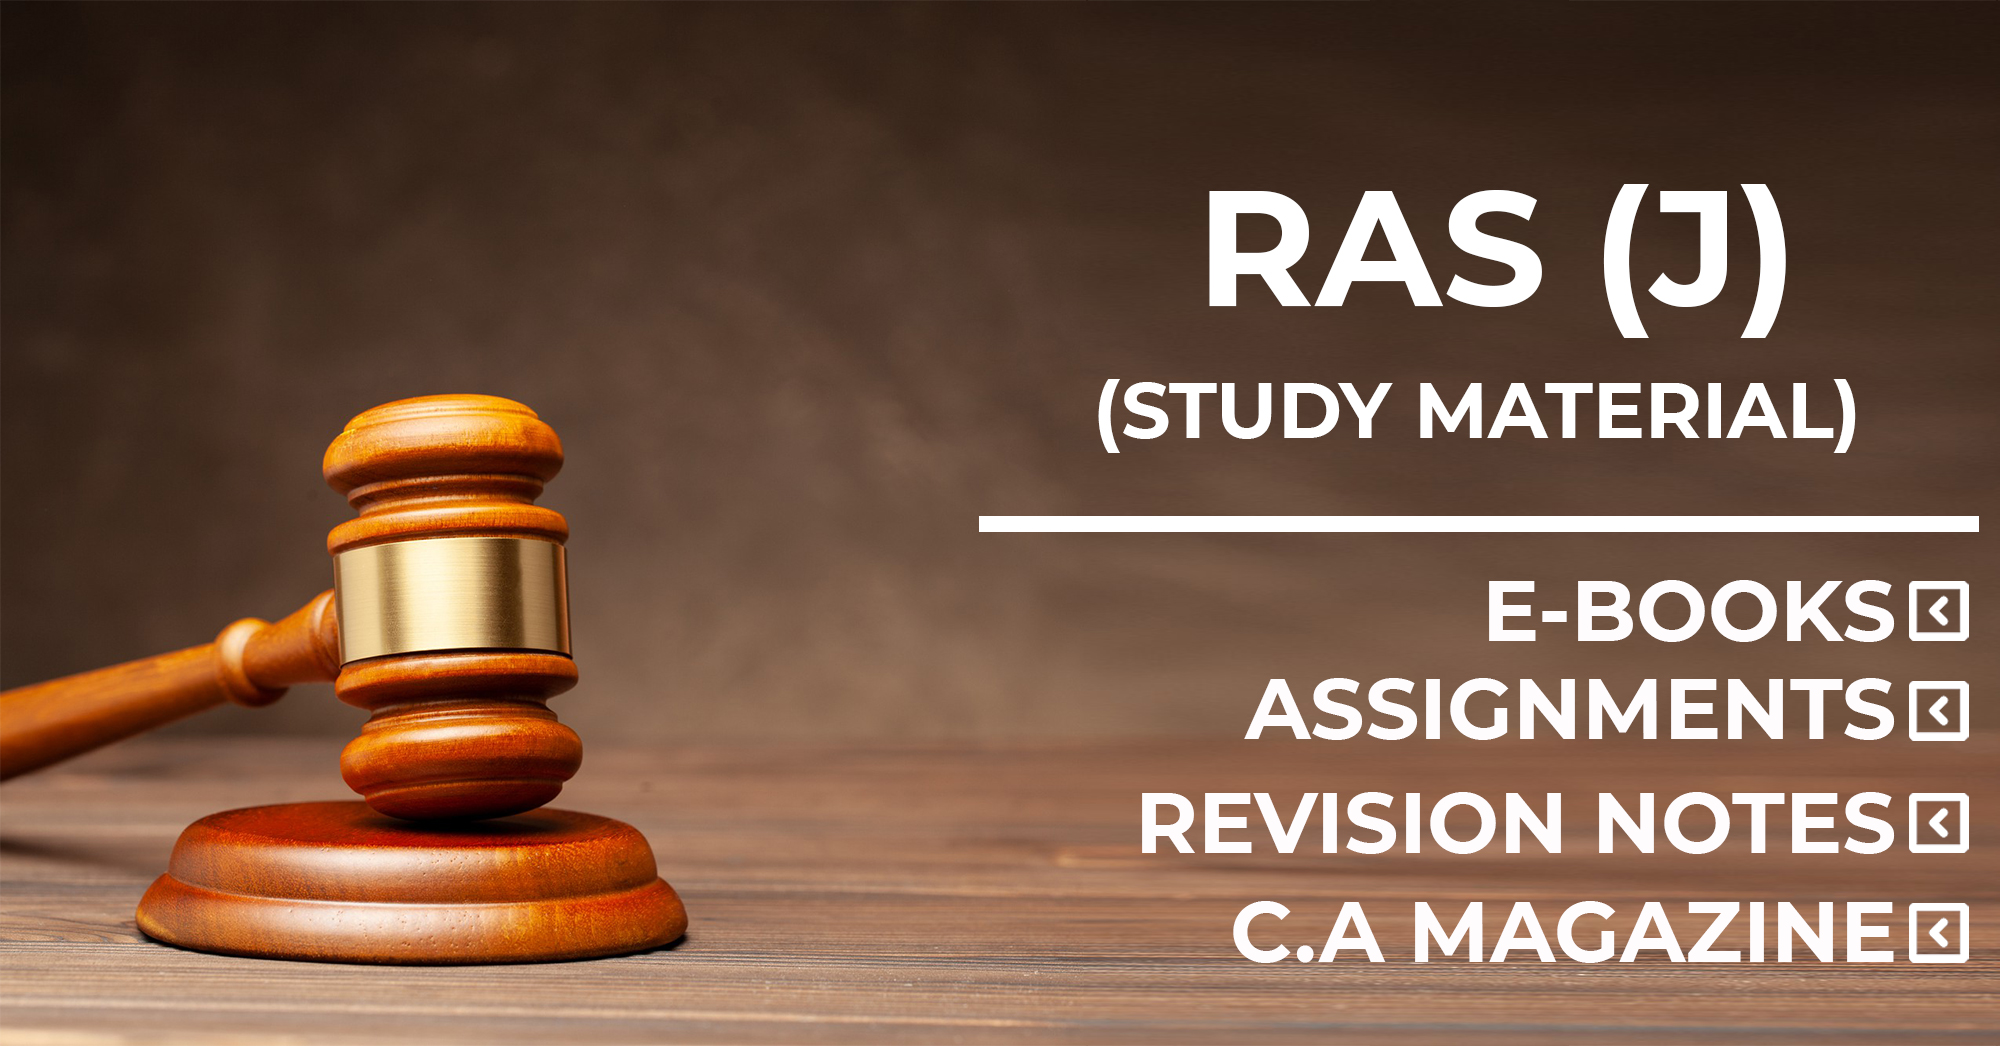 RAS (J)
(STUDY MATERIAL)
E-BOOKS
ASSIGNMENTS
REVISION NOTES
C.A MAGAZINE